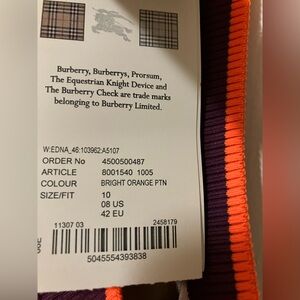 Burberry, Burberrys, Prorsum,
The Equestrian Knight Device and
The Burberry Check are trade marks
belonging to Burberry Limited.
W:EDNA_46:103962:A5107
ORDER No 4500500487
ARTICLE 8001540 1005
COLOUR BRIGHT ORANGE PTN
SIZE/FIT 10
08 US
42 EU
11307 03 2458179
5045554393838